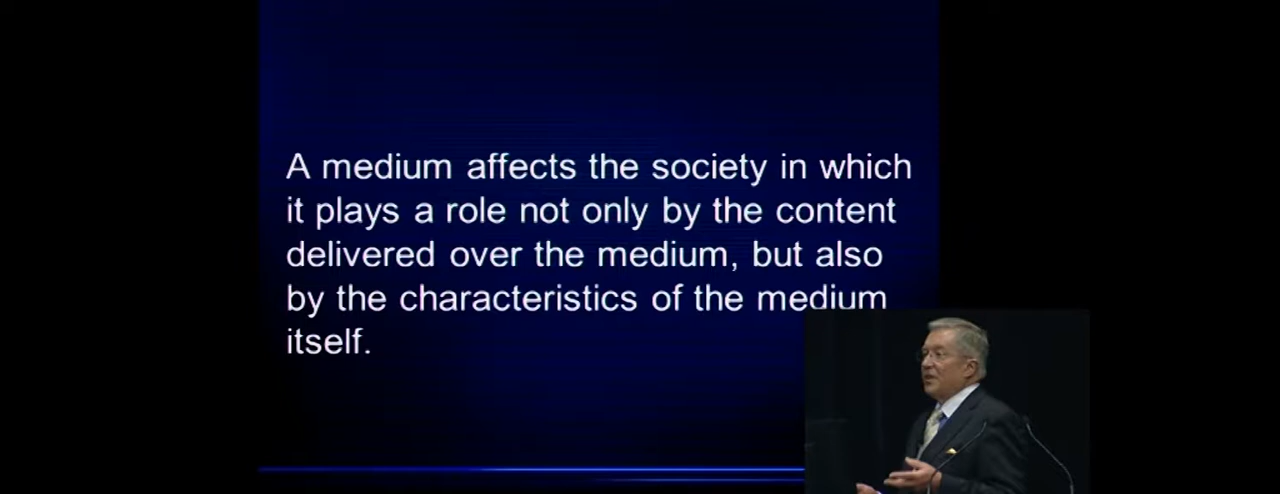 A medium affects the society in which
it plays a role not only by the content
delivered over the medium, but also
by the characteristics of the medium
itself.